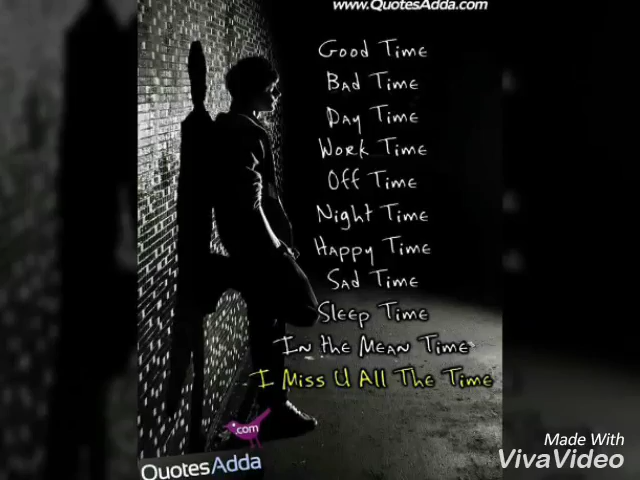 www.QuotesAdda.com
Good Time
Bad Time
Day Time
Work Time
Off Time
Night Time
Happy Time
Sad Time
Sleep Time
In the Mean Time
I Miss U All The Time
.com
QuotesAdda
Made With
VivaVideo